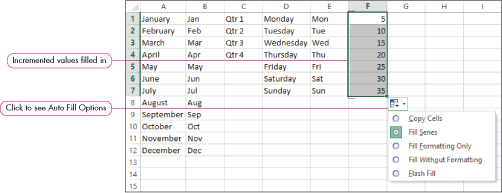 A B C D E F G H I
1 January Jan Qtr 1 Monday Mon 5
2 February Feb Qtr 2 Tuesday Tue 10
3 March Mar Qtr 3 Wednesday Wed 15
4 April Apr Qtr 4 Thursday Thu 20
Incremented values filled in
5 May May Friday Fri 25
6 June Jun Saturday Sat 30
7 July Jul Sunday Sun 35
Click to see Auto Fill Options
8 August Aug
9 September Sep
10 October Oct
11 November Nov
12 December Dec
13
14
15
Copy Cells
Fill Series
Fill Formatting Only
Fill Without Formatting
Flash Fill